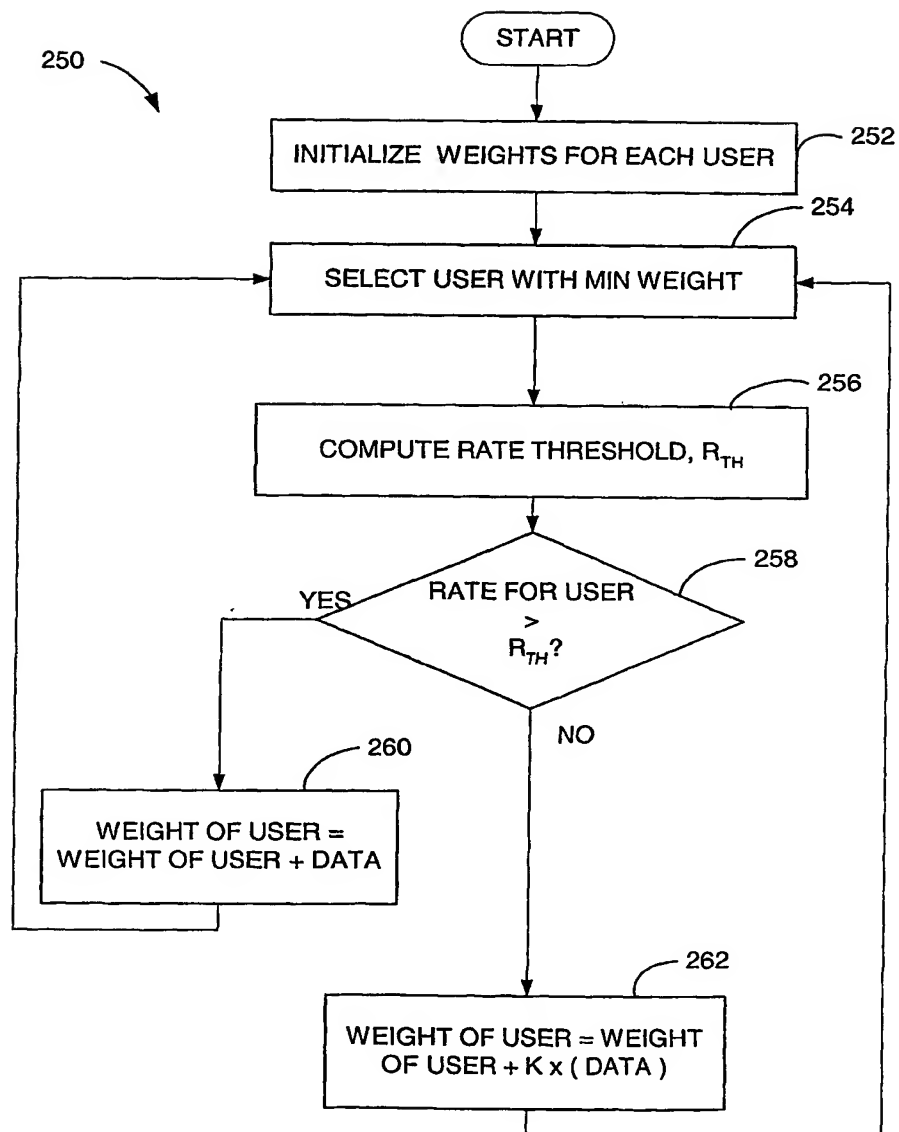 START
250
252
INITIALIZE WEIGHTS FOR EACH USER
254
SELECT USER WITH MIN WEIGHT
256
COMPUTE RATE THRESHOLD, RTH
258
RATE FOR USER
>
RTH?
YES
NO
260
WEIGHT OF USER =
WEIGHT OF USER + DATA
262
WEIGHT OF USER = WEIGHT
OF USER + K x ( DATA )